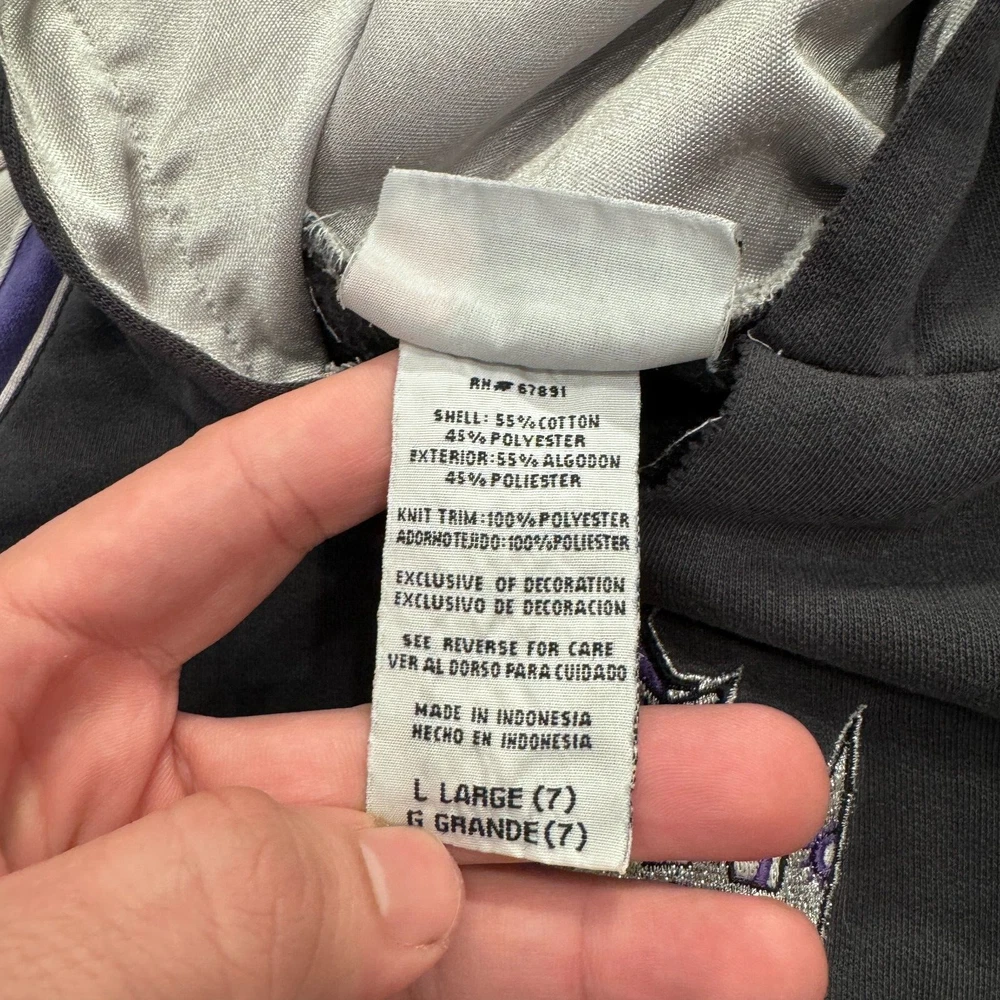 RN 67891
SHELL: 55% COTTON
45% POLYESTER
EXTERIOR: 55% ALGODON
45% POLIESTER
KNIT TRIM: 100% POLYESTER
ADORNO TEJIDO: 100% POLIESTER
EXCLUSIVE OF DECORATION
EXCLUSIVO DE DECORACION
SEE REVERSE FOR CARE
VER AL DORSO PARA CUIDADO
MADE IN INDONESIA
HECHO EN INDONESIA
L LARGE (7)
G GRANDE (7)